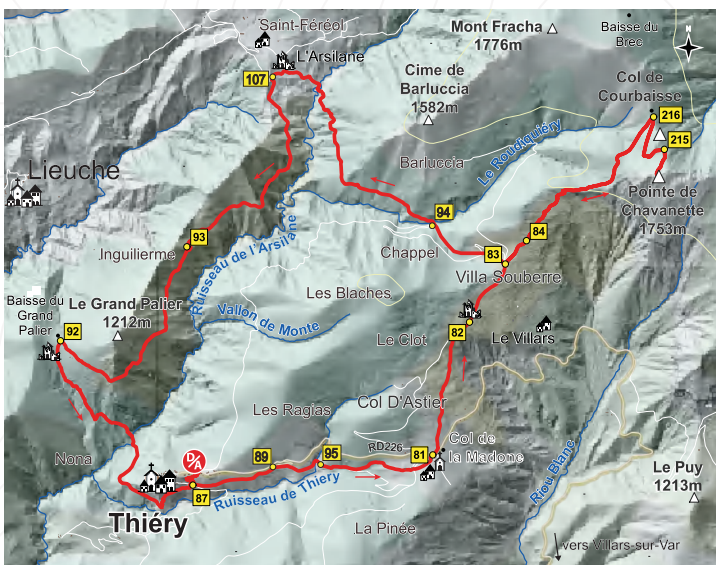 Saint-Féréol
Mont Fracha
1776m
Baisse du
Brec
N
L'Arsilane
107
Cime de
Barluccia
1582m
Col de
Courbaisse
216
215
Le Roudiquiéry
Barluccia
Lieuche
Pointe de
Chavanette
1753m
94
84
93
Chappel
83
Jnguilierme
Ruisseau de l'Arsilane
Villa Souberre
Les Blaches
Baisse du
Grand
Palier
Le Grand Palier
1212m
Vallon de Monte
92
82
Le Clot
Le Villars
Les Ragias
Col D'Astier
RD226
Nona
D/A
89
95
81
Col de
la Madone
87
Ruisseau de Thiery
Riou Blanc
Le Puy
1213m
Thiéry
La Pinée
vers Villars-sur-Var